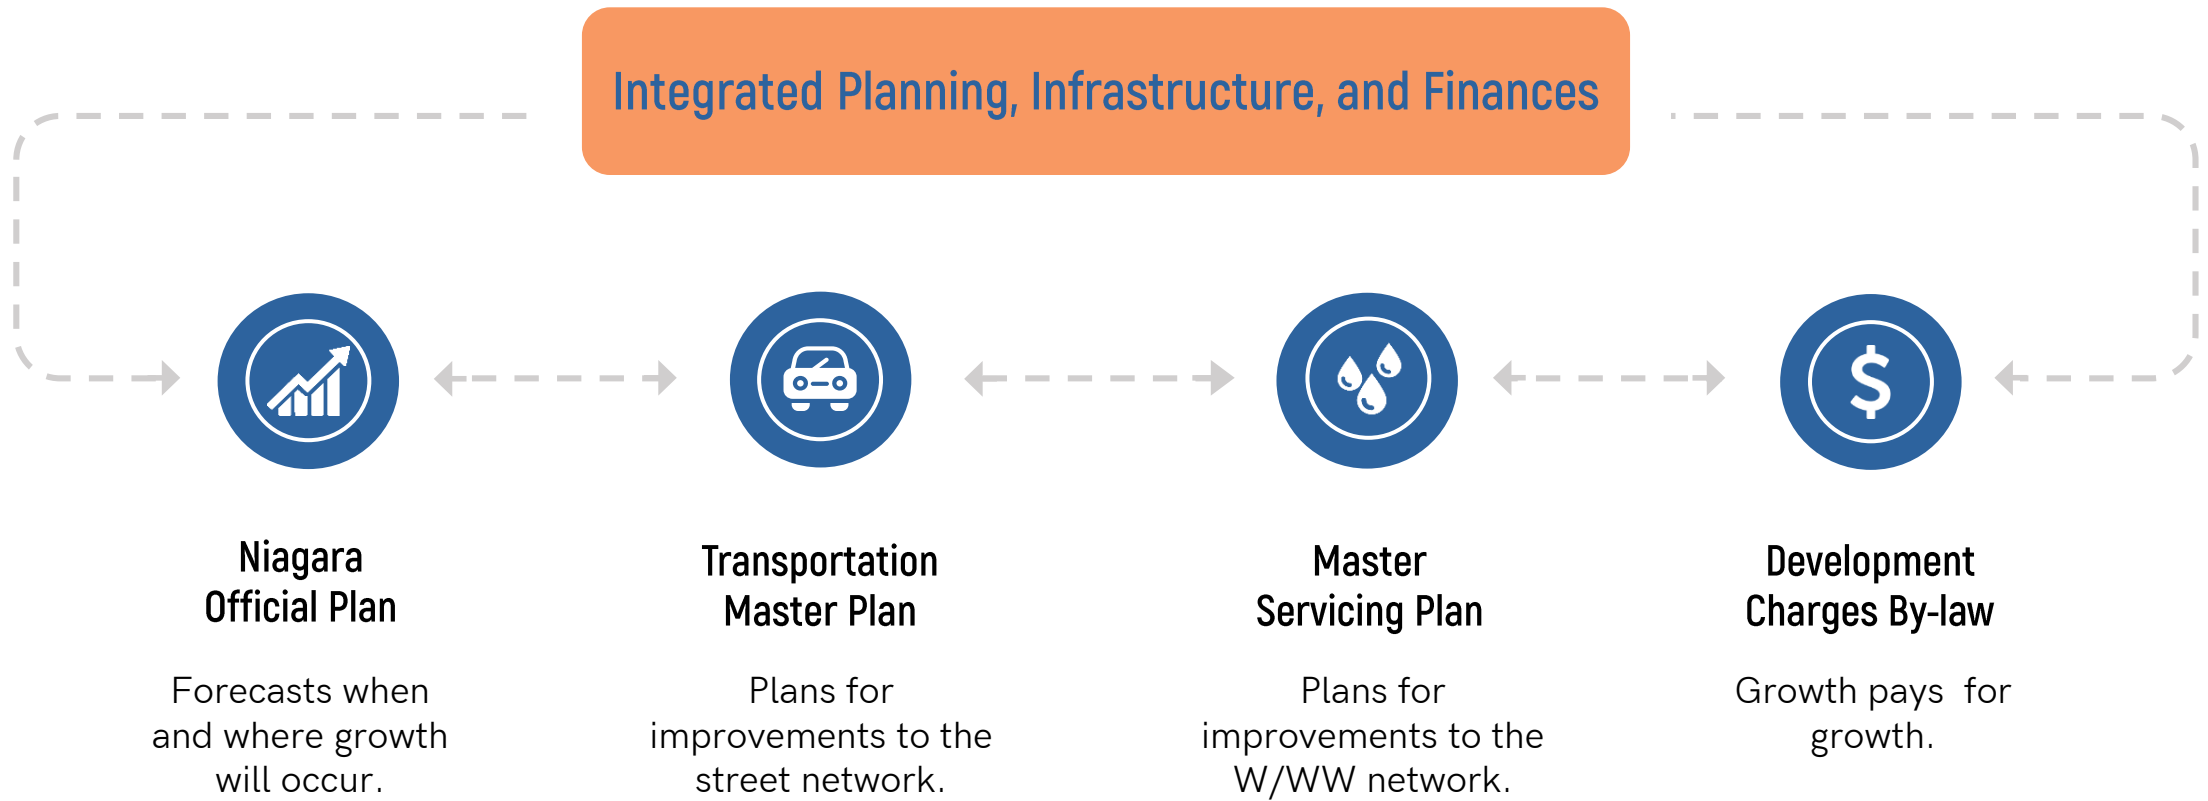 Integrated Planning, Infrastructure, and Finances
Niagara
Official Plan
Forecasts when
and where growth
will occur.
Transportation
Master Plan
Plans for
improvements to the
street network.
Master
Servicing Plan
Plans for
improvements to the
W/WW network.
Development
Charges By-law
Growth pays  for
growth.